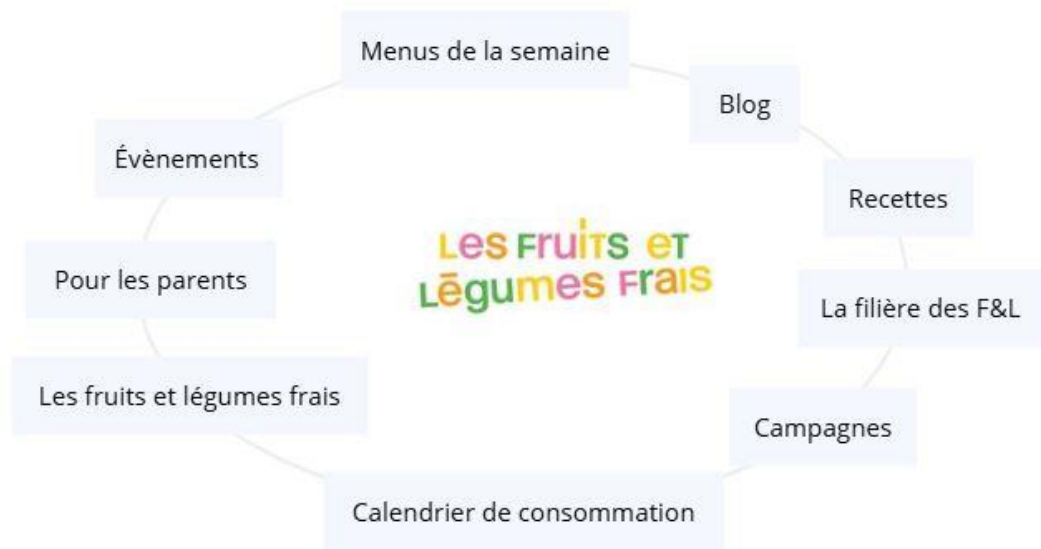 Menus de la semaine
Blog
Évènements
Recettes
Les Fruits et
Légumes Frais
Pour les parents
La filière des F&L
Les fruits et légumes frais
Campagnes
Calendrier de consommation